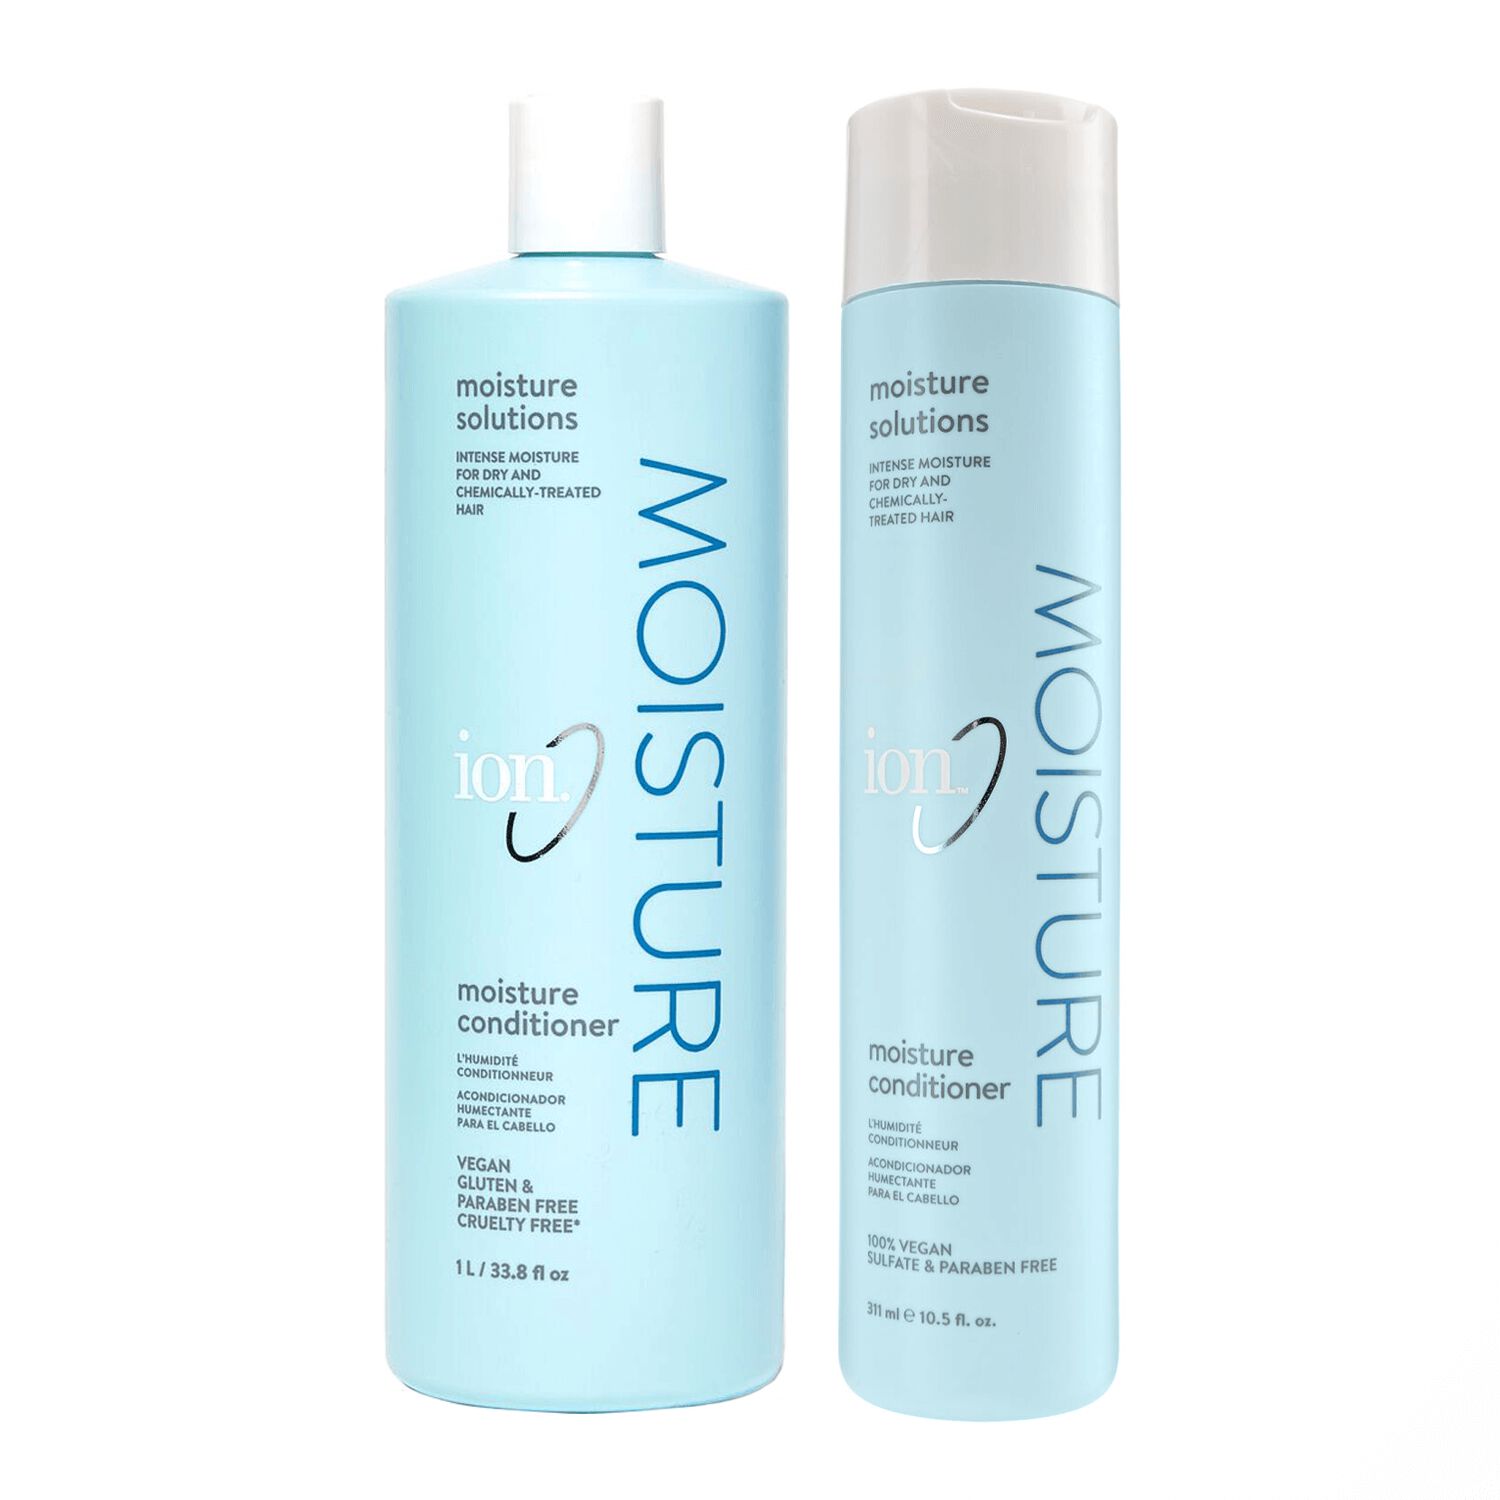 moisture
solutions
INTENSE MOISTURE
FOR DRY AND
CHEMICALLY-TREATED
HAIR
MOISTURE
ion.
moisture
conditioner
L'HUMIDITÉ
CONDITIONNEUR
ACONDICIONADOR
HUMECTANTE
PARA EL CABELLO
VEGAN
GLUTEN &
PARABEN FREE
CRUELTY FREE*
1 L / 33.8 fl oz
moisture
solutions
INTENSE MOISTURE
FOR DRY AND
CHEMICALLY-
TREATED HAIR
MOISTURE
ion™
moisture
conditioner
L'HUMIDITÉ
CONDITIONNEUR
ACONDICIONADOR
HUMECTANTE
PARA EL CABELLO
100% VEGAN
SULFATE & PARABEN FREE
311 ml ℮ 10.5 fl. oz.